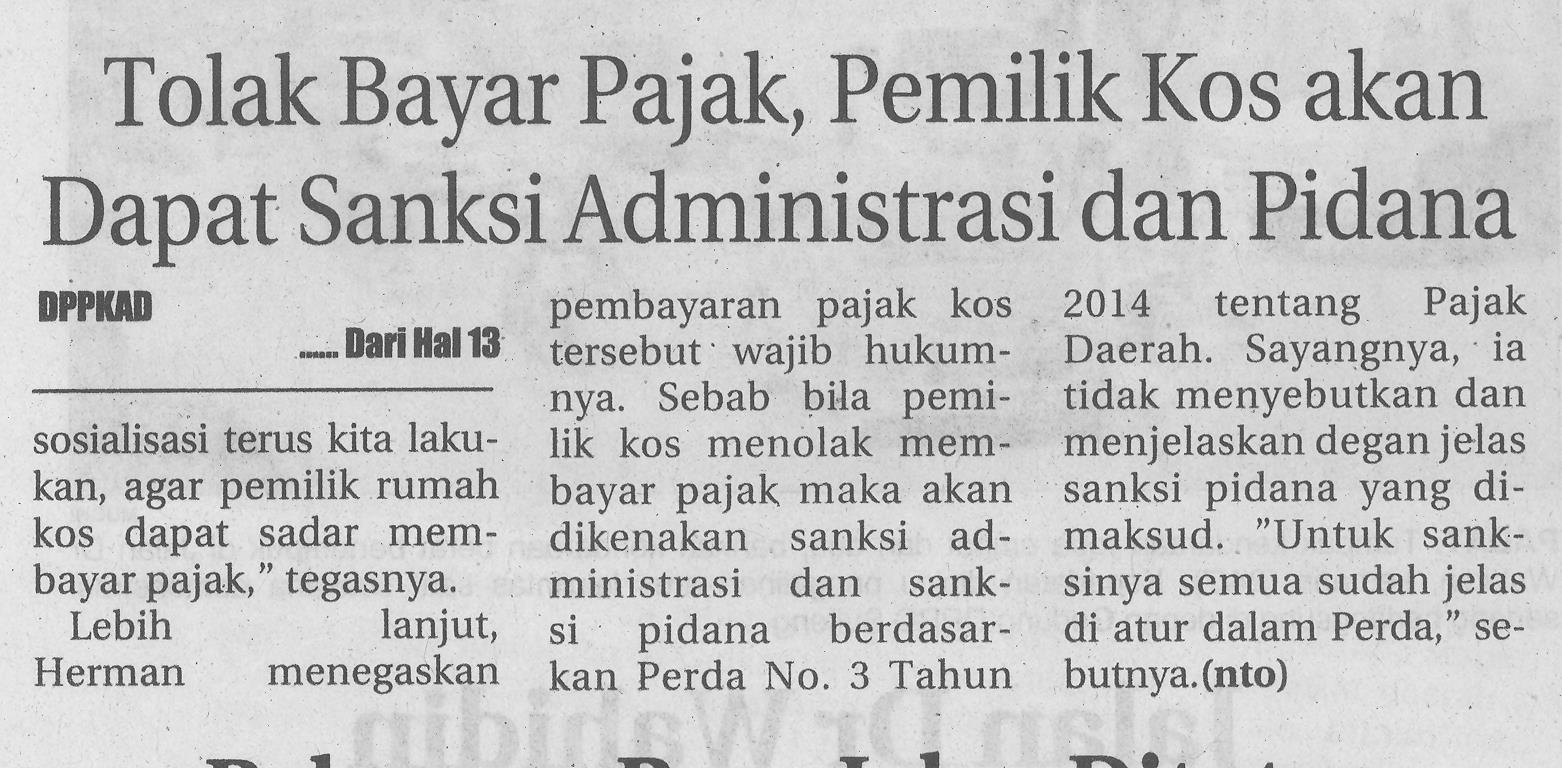 Tolak Bayar Pajak, Pemilik Kos akan
Dapat Sanksi Administrasi dan Pidana
DPPKAD
...... Dari Hal 13
sosialisasi terus kita laku-
kan, agar pemilik rumah
kos dapat sadar mem-
bayar pajak,” tegasnya.
Lebih lanjut,
Herman menegaskan
pembayaran pajak kos
tersebut wajib hukum-
nya. Sebab bila pemi-
lik kos menolak mem-
bayar pajak maka akan
dikenakan sanksi ad-
ministrasi dan sank-
si pidana berdasar-
kan Perda No. 3 Tahun
2014 tentang Pajak
Daerah. Sayangnya, ia
tidak menyebutkan dan
menjelaskan degan jelas
sanksi pidana yang di-
maksud. ”Untuk sank-
sinya semua sudah jelas
di atur dalam Perda,” se-
butnya.(nto)
Jalan Dr Wahidin